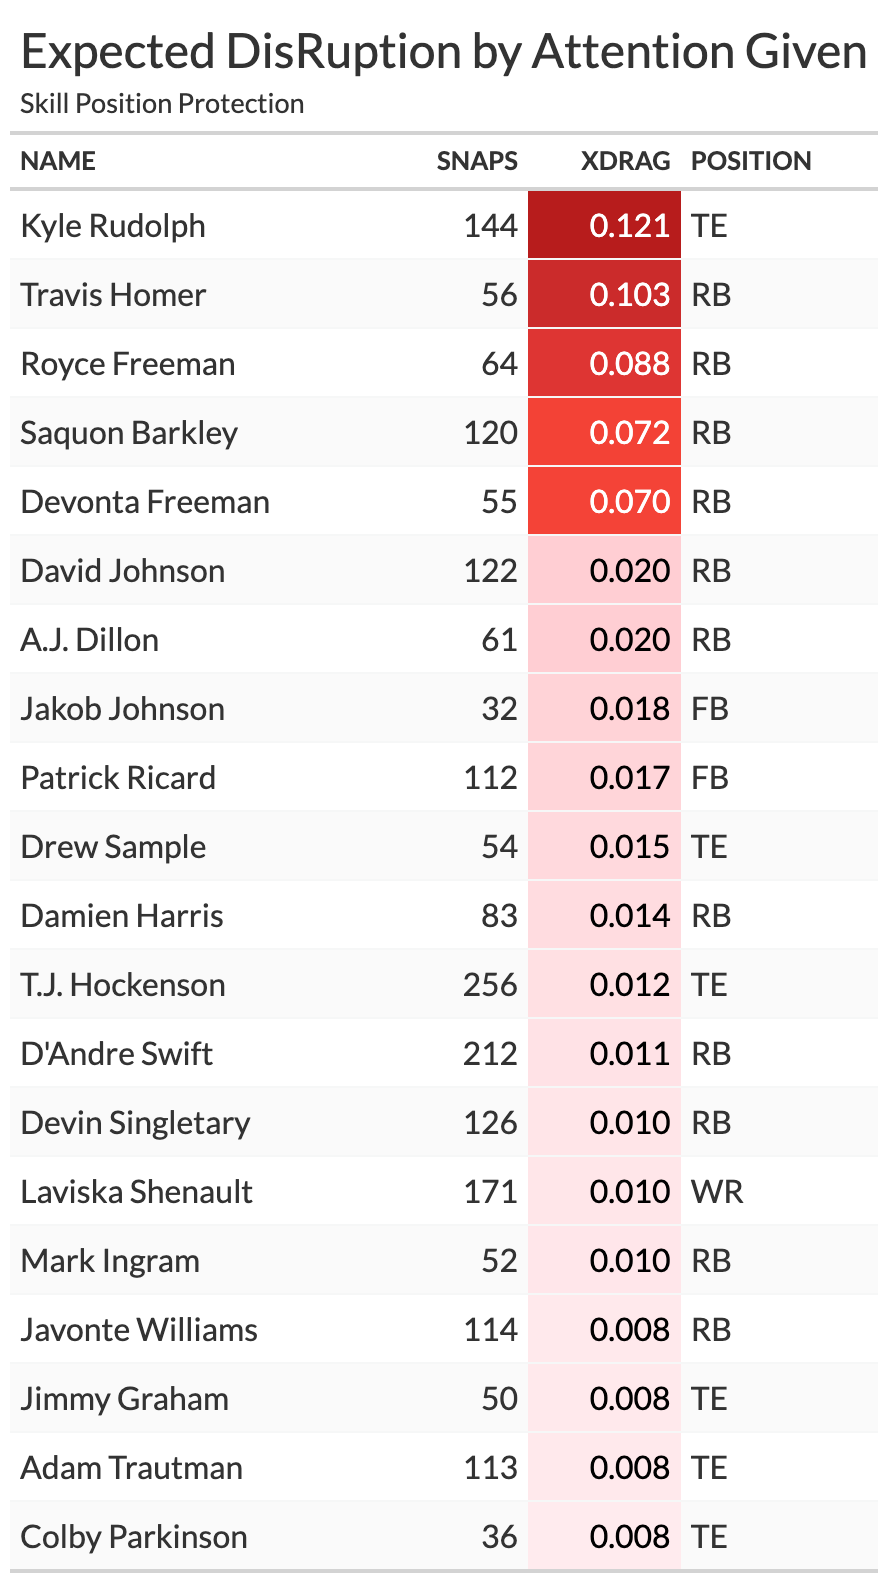 Expected DisRuption by Attention Given
Skill Position Protection
NAME SNAPS XDRAG POSITION
Kyle Rudolph 144 0.121 TE
Travis Homer 56 0.103 RB
Royce Freeman 64 0.088 RB
Saquon Barkley 120 0.072 RB
Devonta Freeman 55 0.070 RB
David Johnson 122 0.020 RB
A.J. Dillon 61 0.020 RB
Jakob Johnson 32 0.018 FB
Patrick Ricard 112 0.017 FB
Drew Sample 54 0.015 TE
Damien Harris 83 0.014 RB
T.J. Hockenson 256 0.012 TE
D'Andre Swift 212 0.011 RB
Devin Singletary 126 0.010 RB
Laviska Shenault 171 0.010 WR
Mark Ingram 52 0.010 RB
Javonte Williams 114 0.008 RB
Jimmy Graham 50 0.008 TE
Adam Trautman 113 0.008 TE
Colby Parkinson 36 0.008 TE